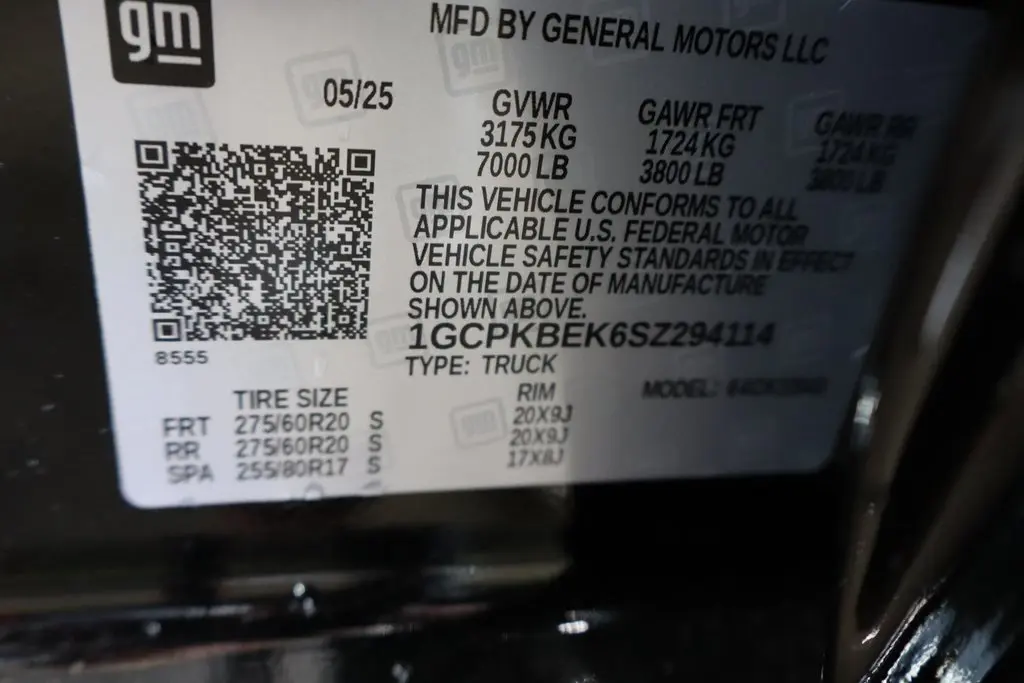 gm
MFD BY GENERAL MOTORS LLC
05/25
GVWR GAWR FRT GAWR RR
3175 KG 1724 KG 1724 KG
7000 LB 3800 LB 3800 LB
THIS VEHICLE CONFORMS TO ALL
APPLICABLE U.S. FEDERAL MOTOR
VEHICLE SAFETY STANDARDS IN EFFECT
ON THE DATE OF MANUFACTURE
SHOWN ABOVE.
1GCPKBEK6SZ294114
8555
TYPE: TRUCK
MODEL:
TIRE SIZE RIM
FRT 275/60R20 S 20X9J
RR 275/60R20 S 20X9J
SPA 255/80R17 S 17X8J